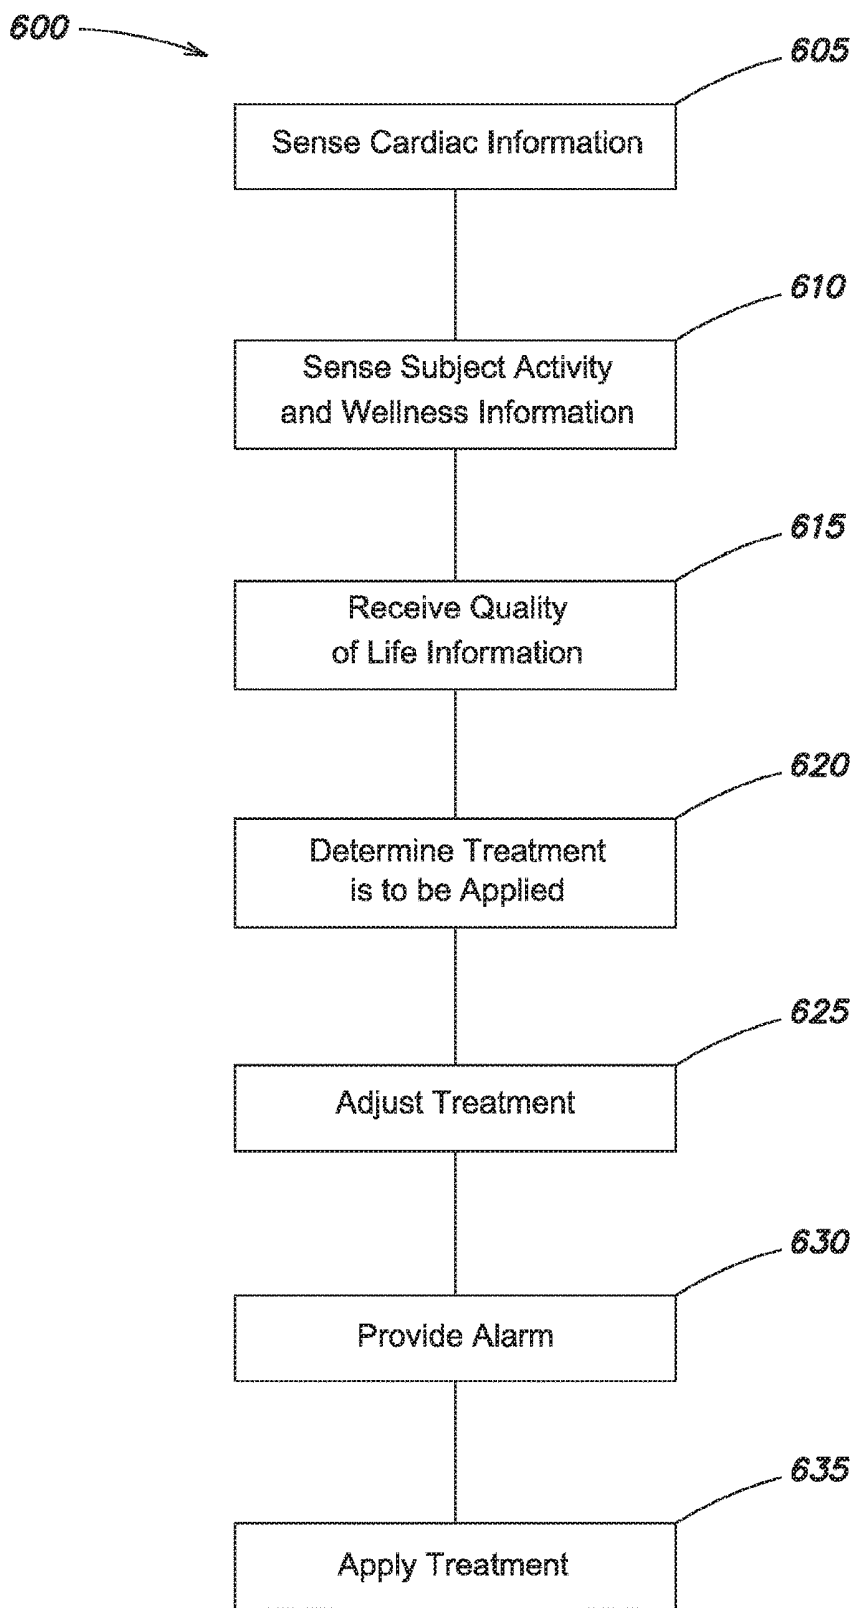 600
605
Sense Cardiac Information
610
Sense Subject Activity
and Wellness Information
615
Receive Quality
of Life Information
620
Determine Treatment
is to be Applied
625
Adjust Treatment
630
Provide Alarm
635
Apply Treatment